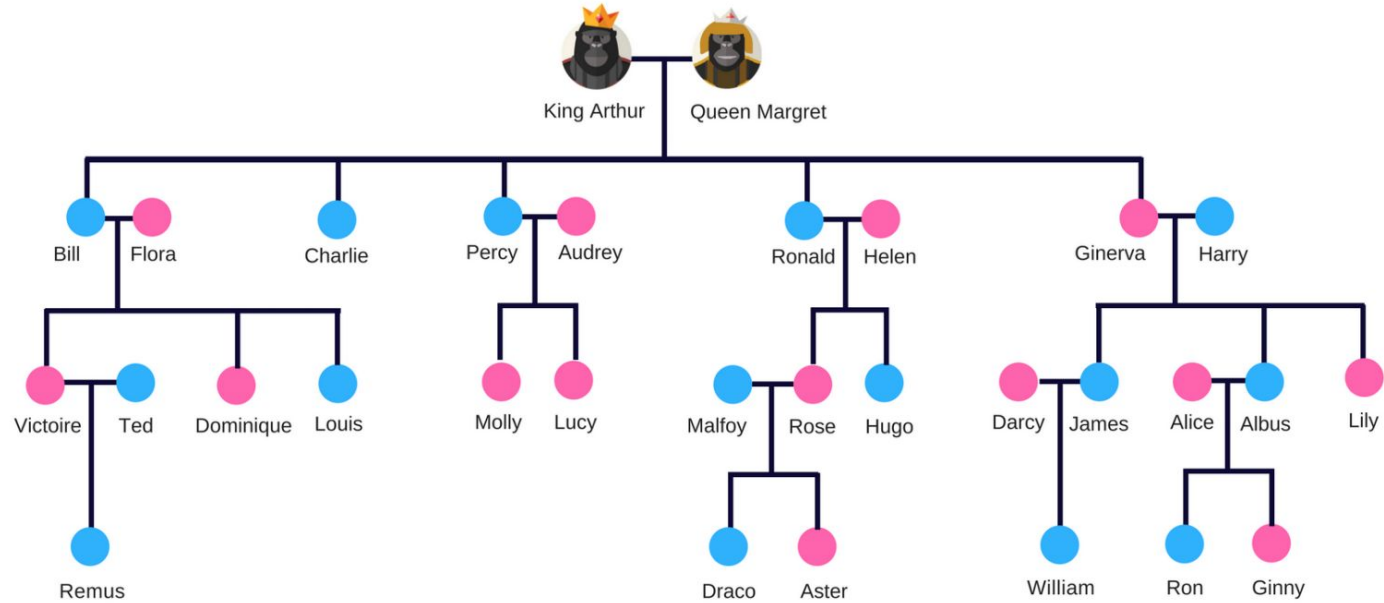 King Arthur
Queen Margret
Bill
Flora
Charlie
Percy
Audrey
Ronald
Helen
Ginerva
Harry
Victoire
Ted
Dominique
Louis
Molly
Lucy
Malfoy
Rose
Hugo
Darcy
James
Alice
Albus
Lily
Remus
Draco
Aster
William
Ron
Ginny